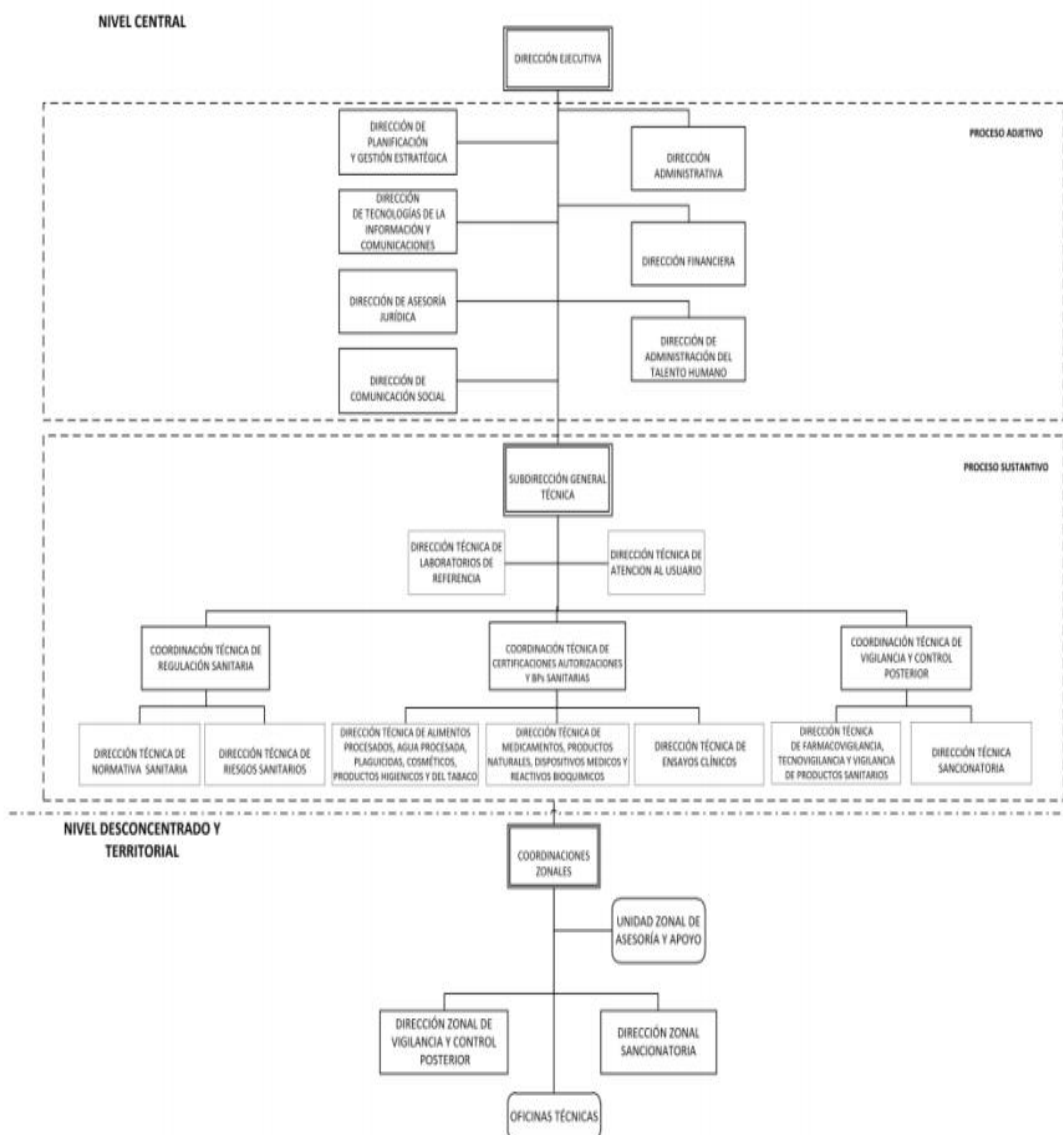 NIVEL CENTRAL
DIRECCIÓN EJECUTIVA
PROCESO ADJETIVO
DIRECCIÓN DE
PLANIFICACIÓN
Y GESTIÓN ESTRATÉGICA
DIRECCIÓN
ADMINISTRATIVA
DIRECCIÓN
DE TECNOLOGÍAS DE LA
INFORMACIÓN Y
COMUNICACIONES
DIRECCIÓN FINANCIERA
DIRECCIÓN DE ASESORÍA
JURÍDICA
DIRECCIÓN DE
ADMINISTRACIÓN DEL
TALENTO HUMANO
DIRECCIÓN DE
COMUNICACIÓN SOCIAL
PROCESO SUSTANTIVO
SUBDIRECCIÓN GENERAL
TÉCNICA
DIRECCIÓN TÉCNICA DE
LABORATORIOS DE
REFERENCIA
DIRECCIÓN TÉCNICA DE
ATENCION AL USUARIO
COORDINACIÓN TÉCNICA DE
REGULACIÓN SANITARIA
COORDINACIÓN TÉCNICA DE
CERTIFICACIONES AUTORIZACIONES
Y BPs SANITARIAS
COORDINACIÓN TÉCNICA DE
VIGILANCIA Y CONTROL
POSTERIOR
DIRECCIÓN TÉCNICA DE
NORMATIVA SANITARIA
DIRECCIÓN TÉCNICA DE
RIESGOS SANITARIOS
DIRECCIÓN TÉCNICA DE ALIMENTOS
PROCESADOS, AGUA PROCESADA,
PLAGUICIDAS, COSMÉTICOS,
PRODUCTOS HIGIENICOS Y DEL TABACO
DIRECCIÓN TÉCNICA DE
MEDICAMENTOS, PRODUCTOS
NATURALES, DISPOSITIVOS MEDICOS Y
REACTIVOS BIOQUIMICOS
DIRECCIÓN TÉCNICA DE
ENSAYOS CLÍNICOS
DIRECCIÓN TÉCNICA
DE FARMACOVIGILANCIA,
TECNOVIGILANCIA Y VIGILANCIA
DE PRODUCTOS SANITARIOS
DIRECCIÓN TÉCNICA
SANCIONATORIA
NIVEL DESCONCENTRADO Y
TERRITORIAL
COORDINACIONES
ZONALES
UNIDAD ZONAL DE
ASESORÍA Y APOYO
DIRECCIÓN ZONAL DE
VIGILANCIA Y CONTROL
POSTERIOR
DIRECCIÓN ZONAL
SANCIONATORIA
OFICINAS TÉCNICAS